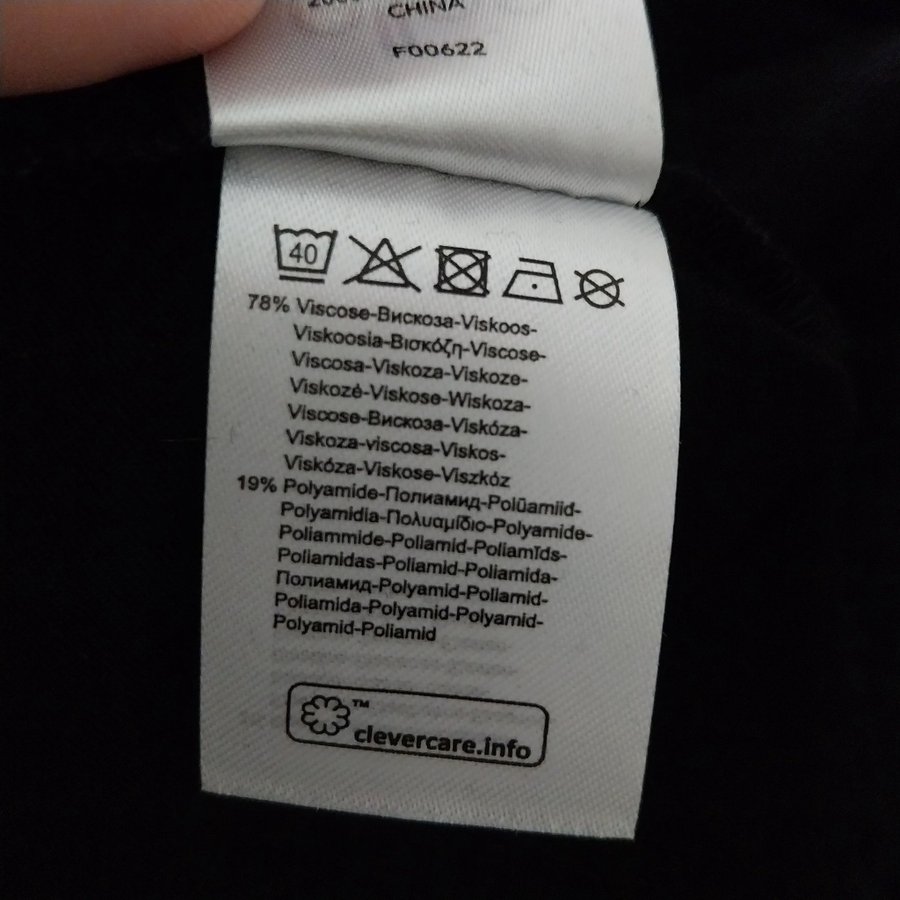 CHINA
F00622
40
78% Viscose-Вискоза-Viskoos-
Viskoosia-Βισκόζη-Viscose-
Viscosa-Viskoza-Viskoze-
Viskozė-Viskose-Wiskoza-
Viscose-Вискоза-Viskóza-
Viskoza-viscosa-Viskos-
Viskóza-Viskose-Viszkóz
19% Polyamide-Полиамид-Polüamiid-
Polyamidia-Πολυαμίδιο-Polyamide-
Poliammide-Poliamid-Poliamīds-
Poliamidas-Poliamid-Poliamida-
Полиамид-Polyamid-Poliamid-
Poliamida-Polyamid-Polyamid-
Polyamid-Poliamid
™
clevercare.info